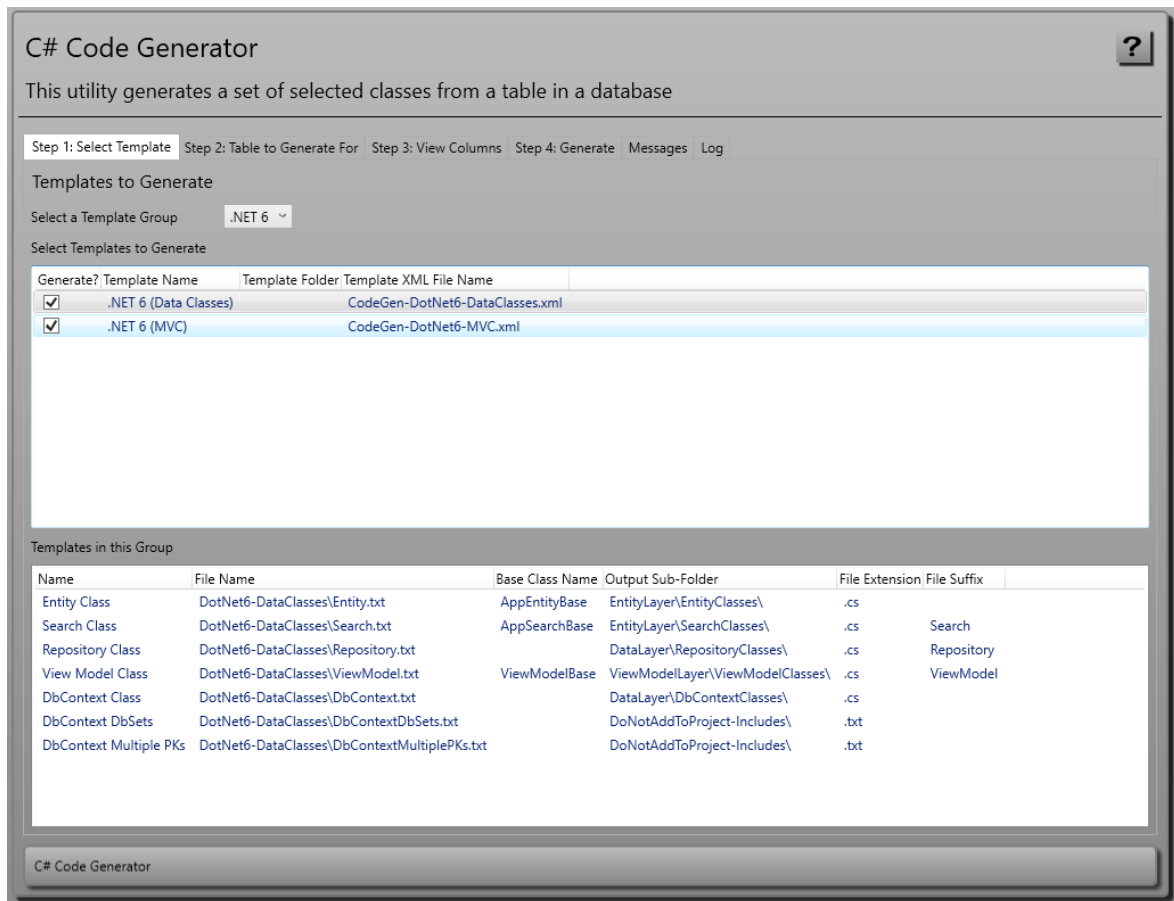 C# Code Generator
?
This utility generates a set of selected classes from a table in a database
Step 1: Select Template Step 2: Table to Generate For Step 3: View Columns Step 4: Generate Messages Log
Templates to Generate
Select a Template Group .NET 6
Select Templates to Generate
Generate? Template Name Template Folder Template XML File Name
.NET 6 (Data Classes) CodeGen-DotNet6-DataClasses.xml
.NET 6 (MVC) CodeGen-DotNet6-MVC.xml
Templates in this Group
Name File Name Base Class Name Output Sub-Folder File Extension File Suffix
Entity Class DotNet6-DataClasses\Entity.txt AppEntityBase EntityLayer\EntityClasses\ .cs
Search Class DotNet6-DataClasses\Search.txt AppSearchBase EntityLayer\SearchClasses\ .cs Search
Repository Class DotNet6-DataClasses\Repository.txt DataLayer\RepositoryClasses\ .cs Repository
View Model Class DotNet6-DataClasses\ViewModel.txt ViewModelBase ViewModelLayer\ViewModelClasses\ .cs ViewModel
DbContext Class DotNet6-DataClasses\DbContext.txt DataLayer\DbContextClasses\ .cs
DbContext DbSets DotNet6-DataClasses\DbContextDbSets.txt DoNotAddToProject-Includes\ .txt
DbContext Multiple PKs DotNet6-DataClasses\DbContextMultiplePKs.txt DoNotAddToProject-Includes\ .txt
C# Code Generator